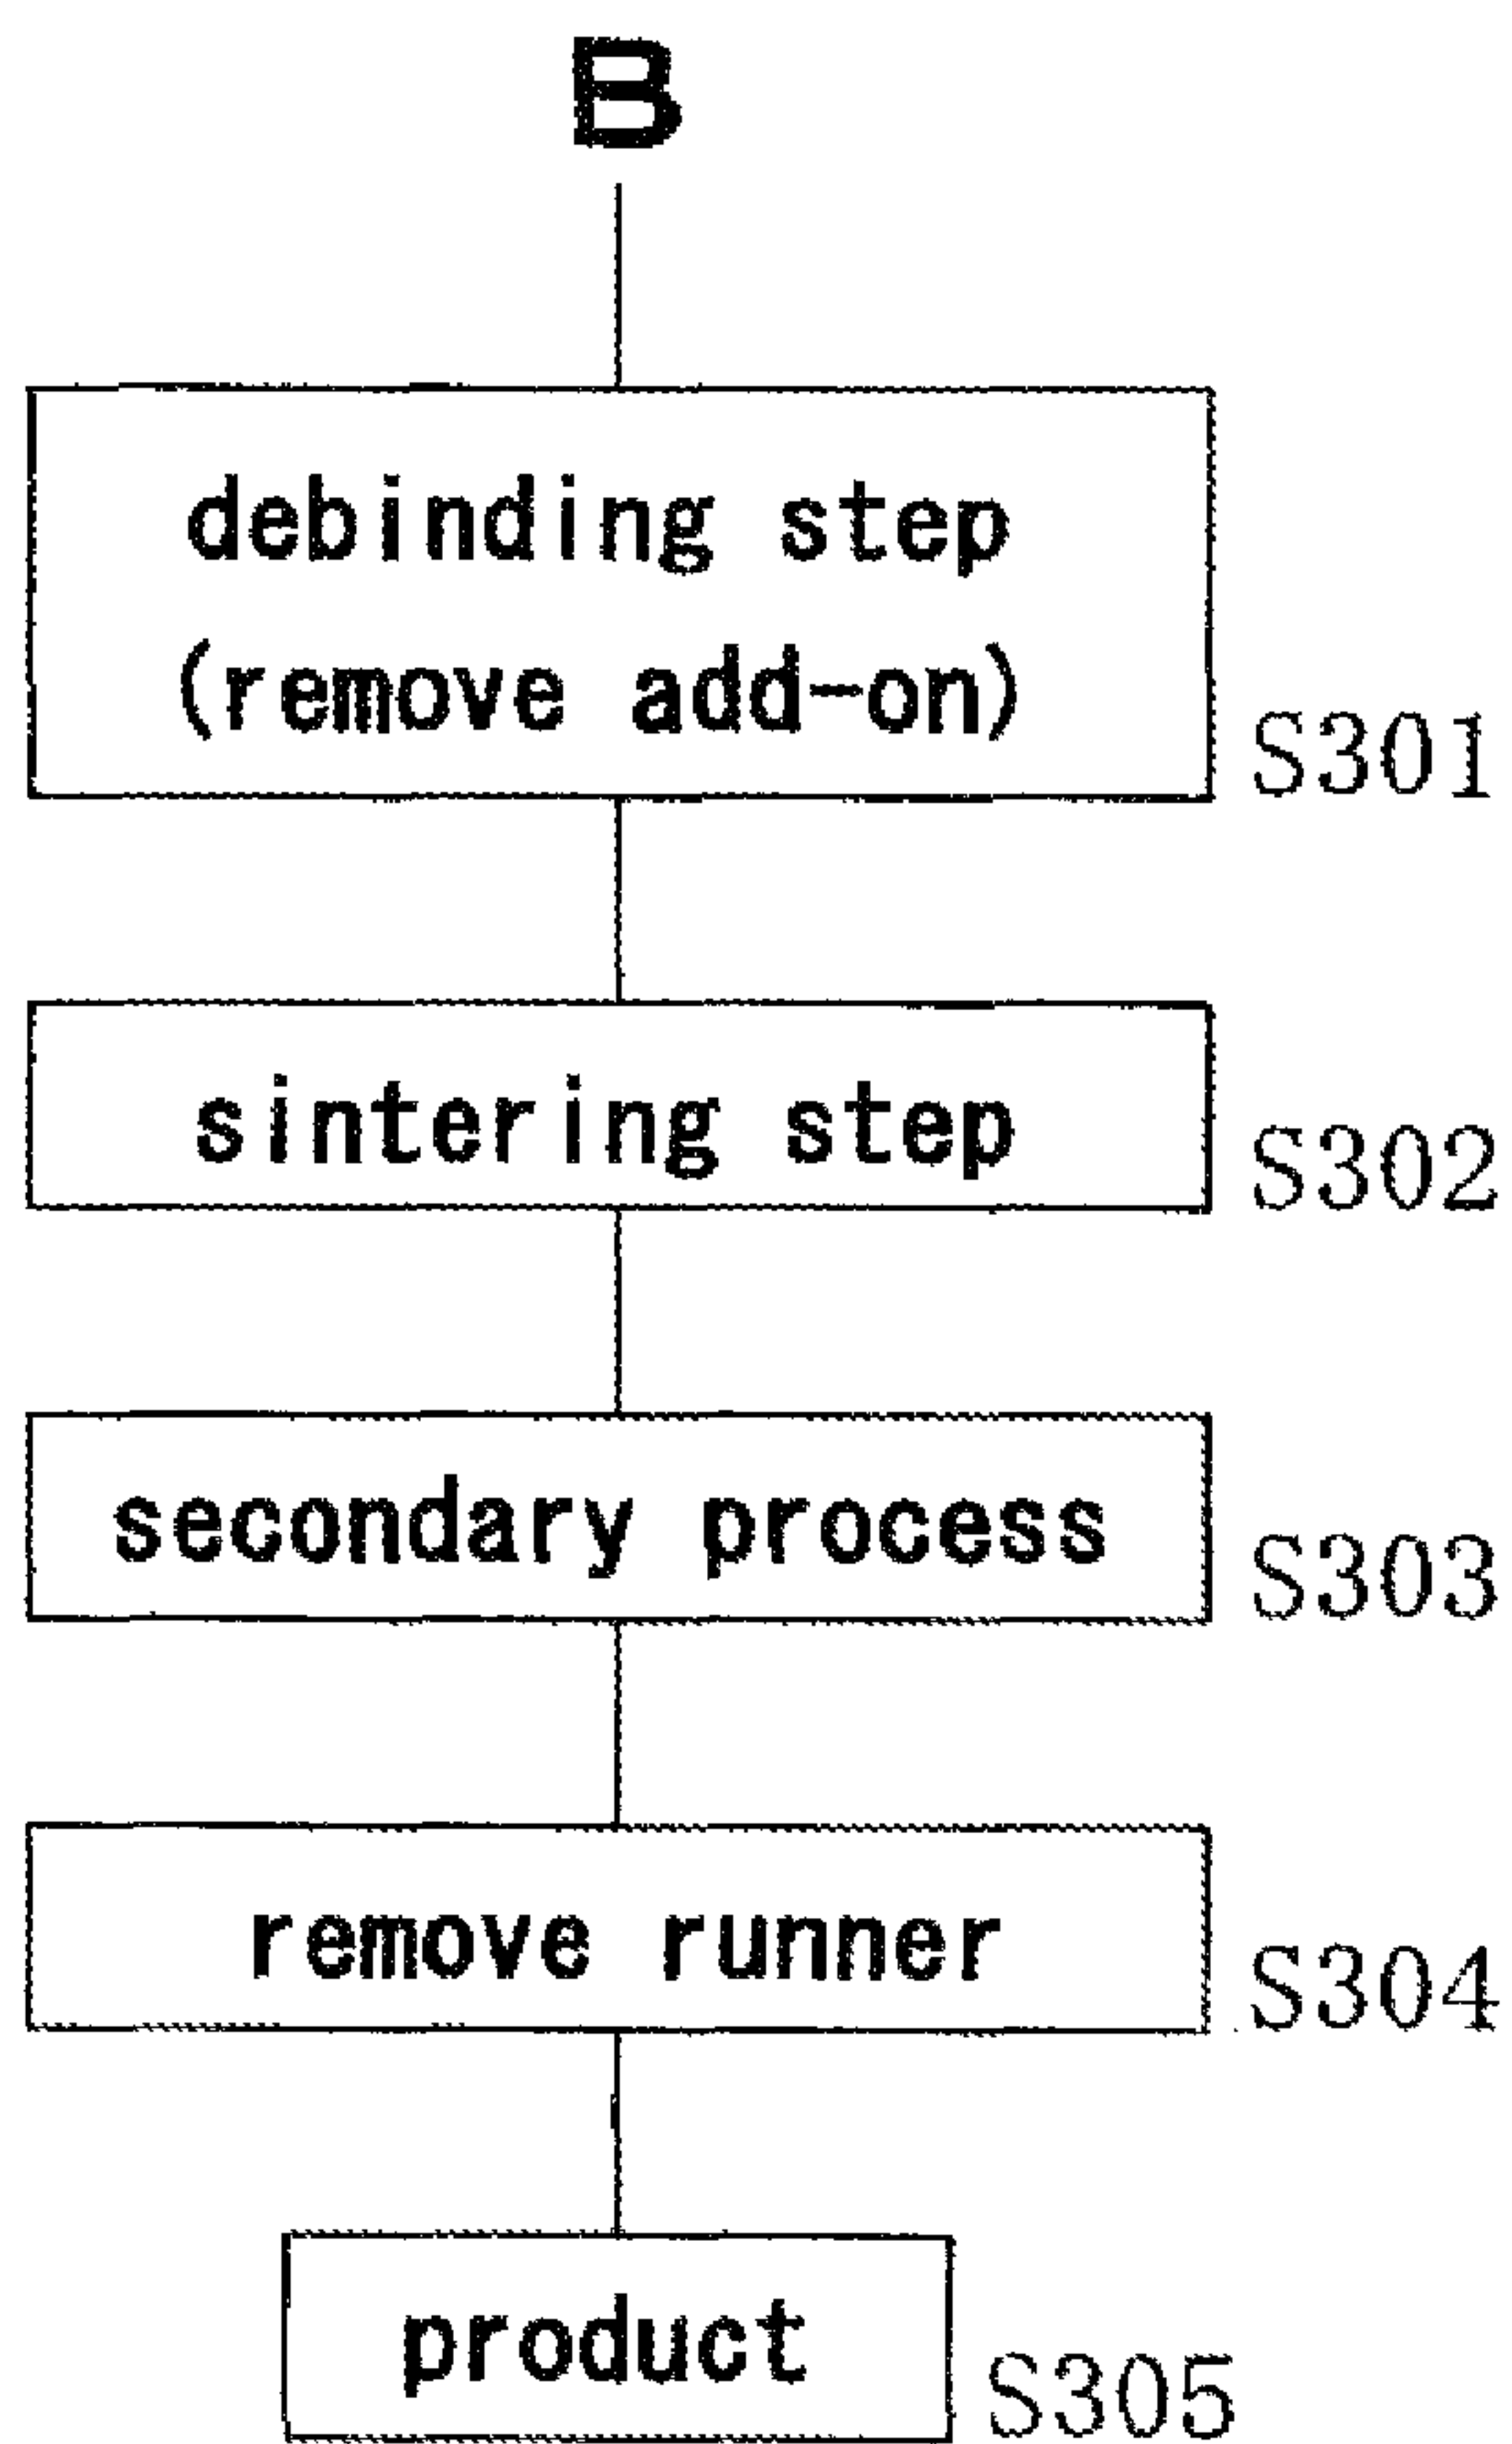 B
debinding step
(remove add-on)
S301
sintering step
S302
secondary process
S303
remove runner
S304
product
S305